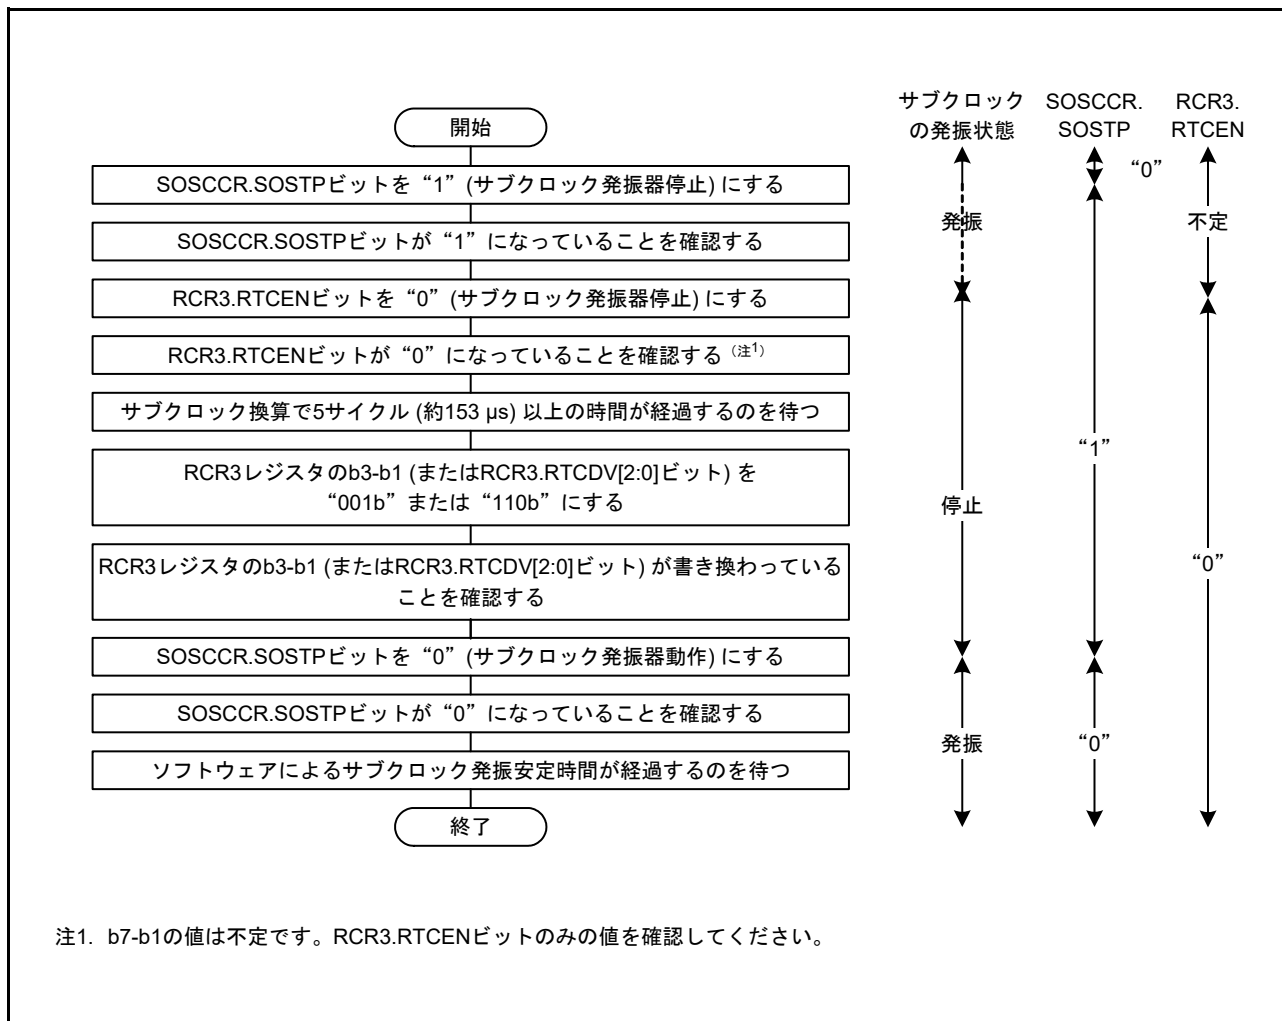 サブクロック
の発振状態
SOSCCR.
SOSTP
RCR3.
RTCEN
開始
SOSCCR.SOSTPビットを“1” (サブクロック発振器停止) にする
SOSCCR.SOSTPビットが“1”になっていることを確認する
RCR3.RTCENビットを“0” (サブクロック発振器停止) にする
RCR3.RTCENビットが“0”になっていることを確認する (注1)
サブクロック換算で5サイクル (約153 μs) 以上の時間が経過するのを待つ
RCR3レジスタのb3-b1 (またはRCR3.RTCDV[2:0]ビット) を
“001b”または“110b”にする
RCR3レジスタのb3-b1 (またはRCR3.RTCDV[2:0]ビット) が書き換わっている
ことを確認する
SOSCCR.SOSTPビットを“0” (サブクロック発振器動作) にする
SOSCCR.SOSTPビットが“0”になっていることを確認する
ソフトウェアによるサブクロック発振安定時間が経過するのを待つ
終了
発振
停止
発振
“0”
“1”
“0”
不定
“0”
注1. b7-b1の値は不定です。RCR3.RTCENビットのみの値を確認してください。